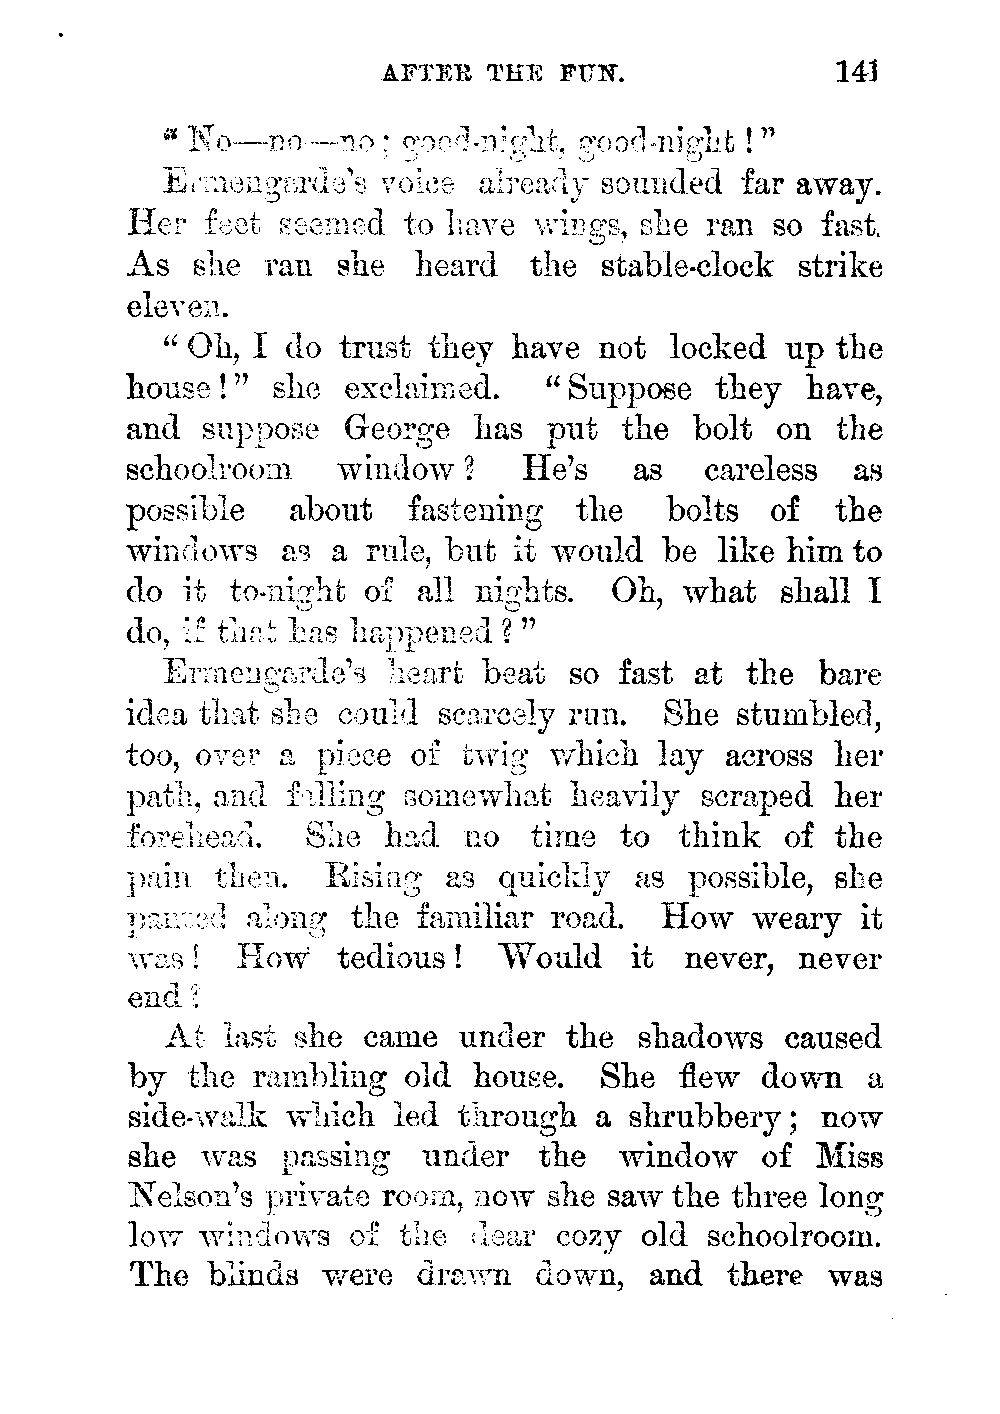 AFTER THE FUN. 141
“No—no—no; good-night, good-night!”
Ermengarde’s voice already sounded far away.
Her feet seemed to have wings, she ran so fast.
As she ran she heard the stable-clock strike
eleven.
“Oh, I do trust they have not locked up the
house!” she exclaimed. “Suppose they have,
and suppose George has put the bolt on the
schoolroom window? He’s as careless as
possible about fastening the bolts of the
windows as a rule, but it would be like him to
do it to-night of all nights. Oh, what shall I
do, if that has happened?”
Ermengarde’s heart beat so fast at the bare
idea that she could scarcely run. She stumbled,
too, over a piece of twig which lay across her
path, and falling somewhat heavily scraped her
forehead. She had no time to think of the
pain then. Rising as quickly as possible, she
panted along the familiar road. How weary it
was! How tedious! Would it never, never
end?
At last she came under the shadows caused
by the rambling old house. She flew down a
side-walk which led through a shrubbery; now
she was passing under the window of Miss
Nelson’s private room, now she saw the three long
low windows of the dear cozy old schoolroom.
The blinds were drawn down, and there was